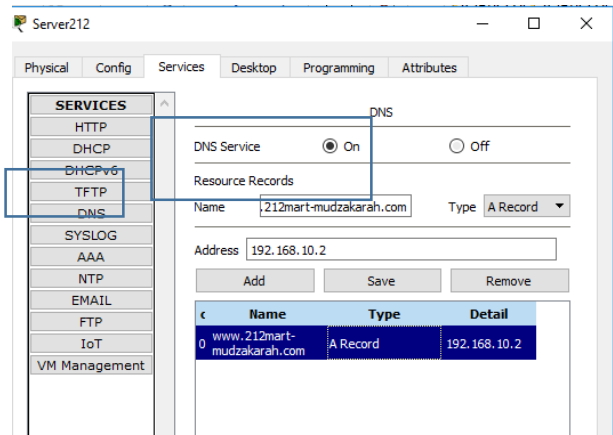 Server212
Physical Config Services Desktop Programming Attributes
SERVICES
HTTP
DHCP
DHCPv6
TFTP
DNS
SYSLOG
AAA
NTP
EMAIL
FTP
IoT
VM Management
DNS
DNS Service On Off
Resource Records
Name .212mart-mudzakarah.com Type A Record
Address 192.168.10.2
Add Save Remove
Name Type Detail
0 www.212mart-mudzakarah.com A Record 192.168.10.2